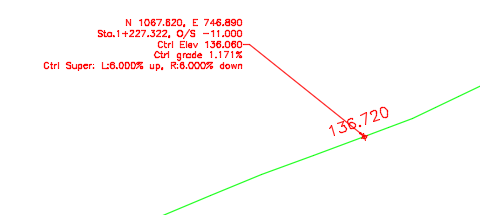 N 1067.620, E 746.890
Sta.1+227.322, O/S -11.000
Ctrl Elev 136.060
Ctrl grade 1.171%
Ctrl Super: L:6.000% up, R:6.000% down
136.720